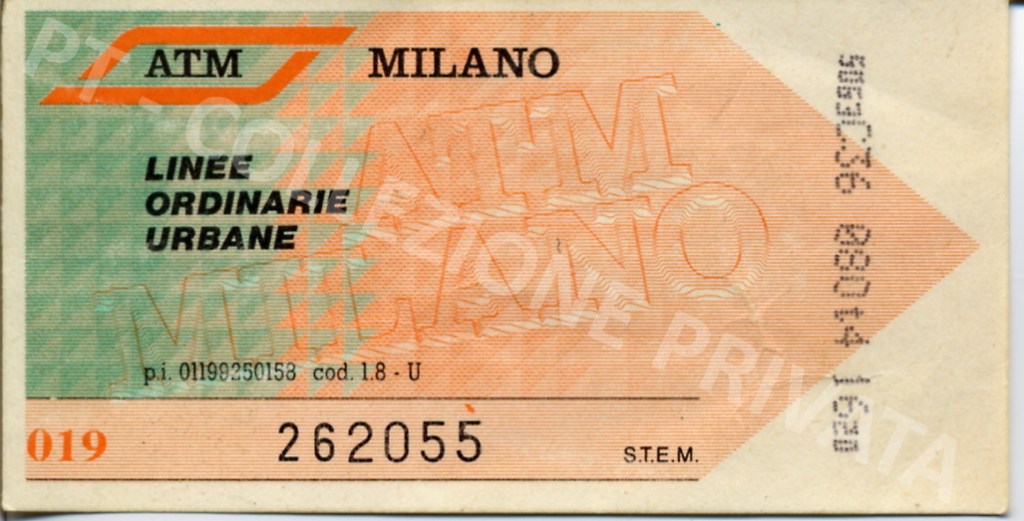 ATM MILANO
LINEE
ORDINARIE
URBANE
ATM
MILANO
p.i. 01199250158 cod. 1.8 - U
019 262055 S.T.E.M.
PT - COLLEZIONE PRIVATA